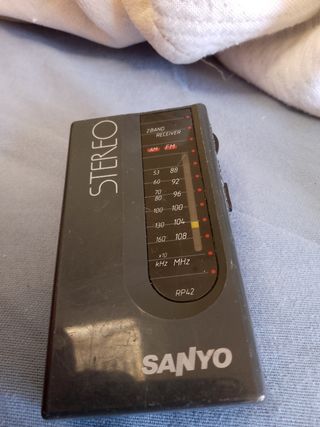 STEREO
2BAND
RECEIVER
AM FM
53 88
60 92
70 96
80
100 100
130 104
160 108
x10
kHz MHz
RP42
SANYO